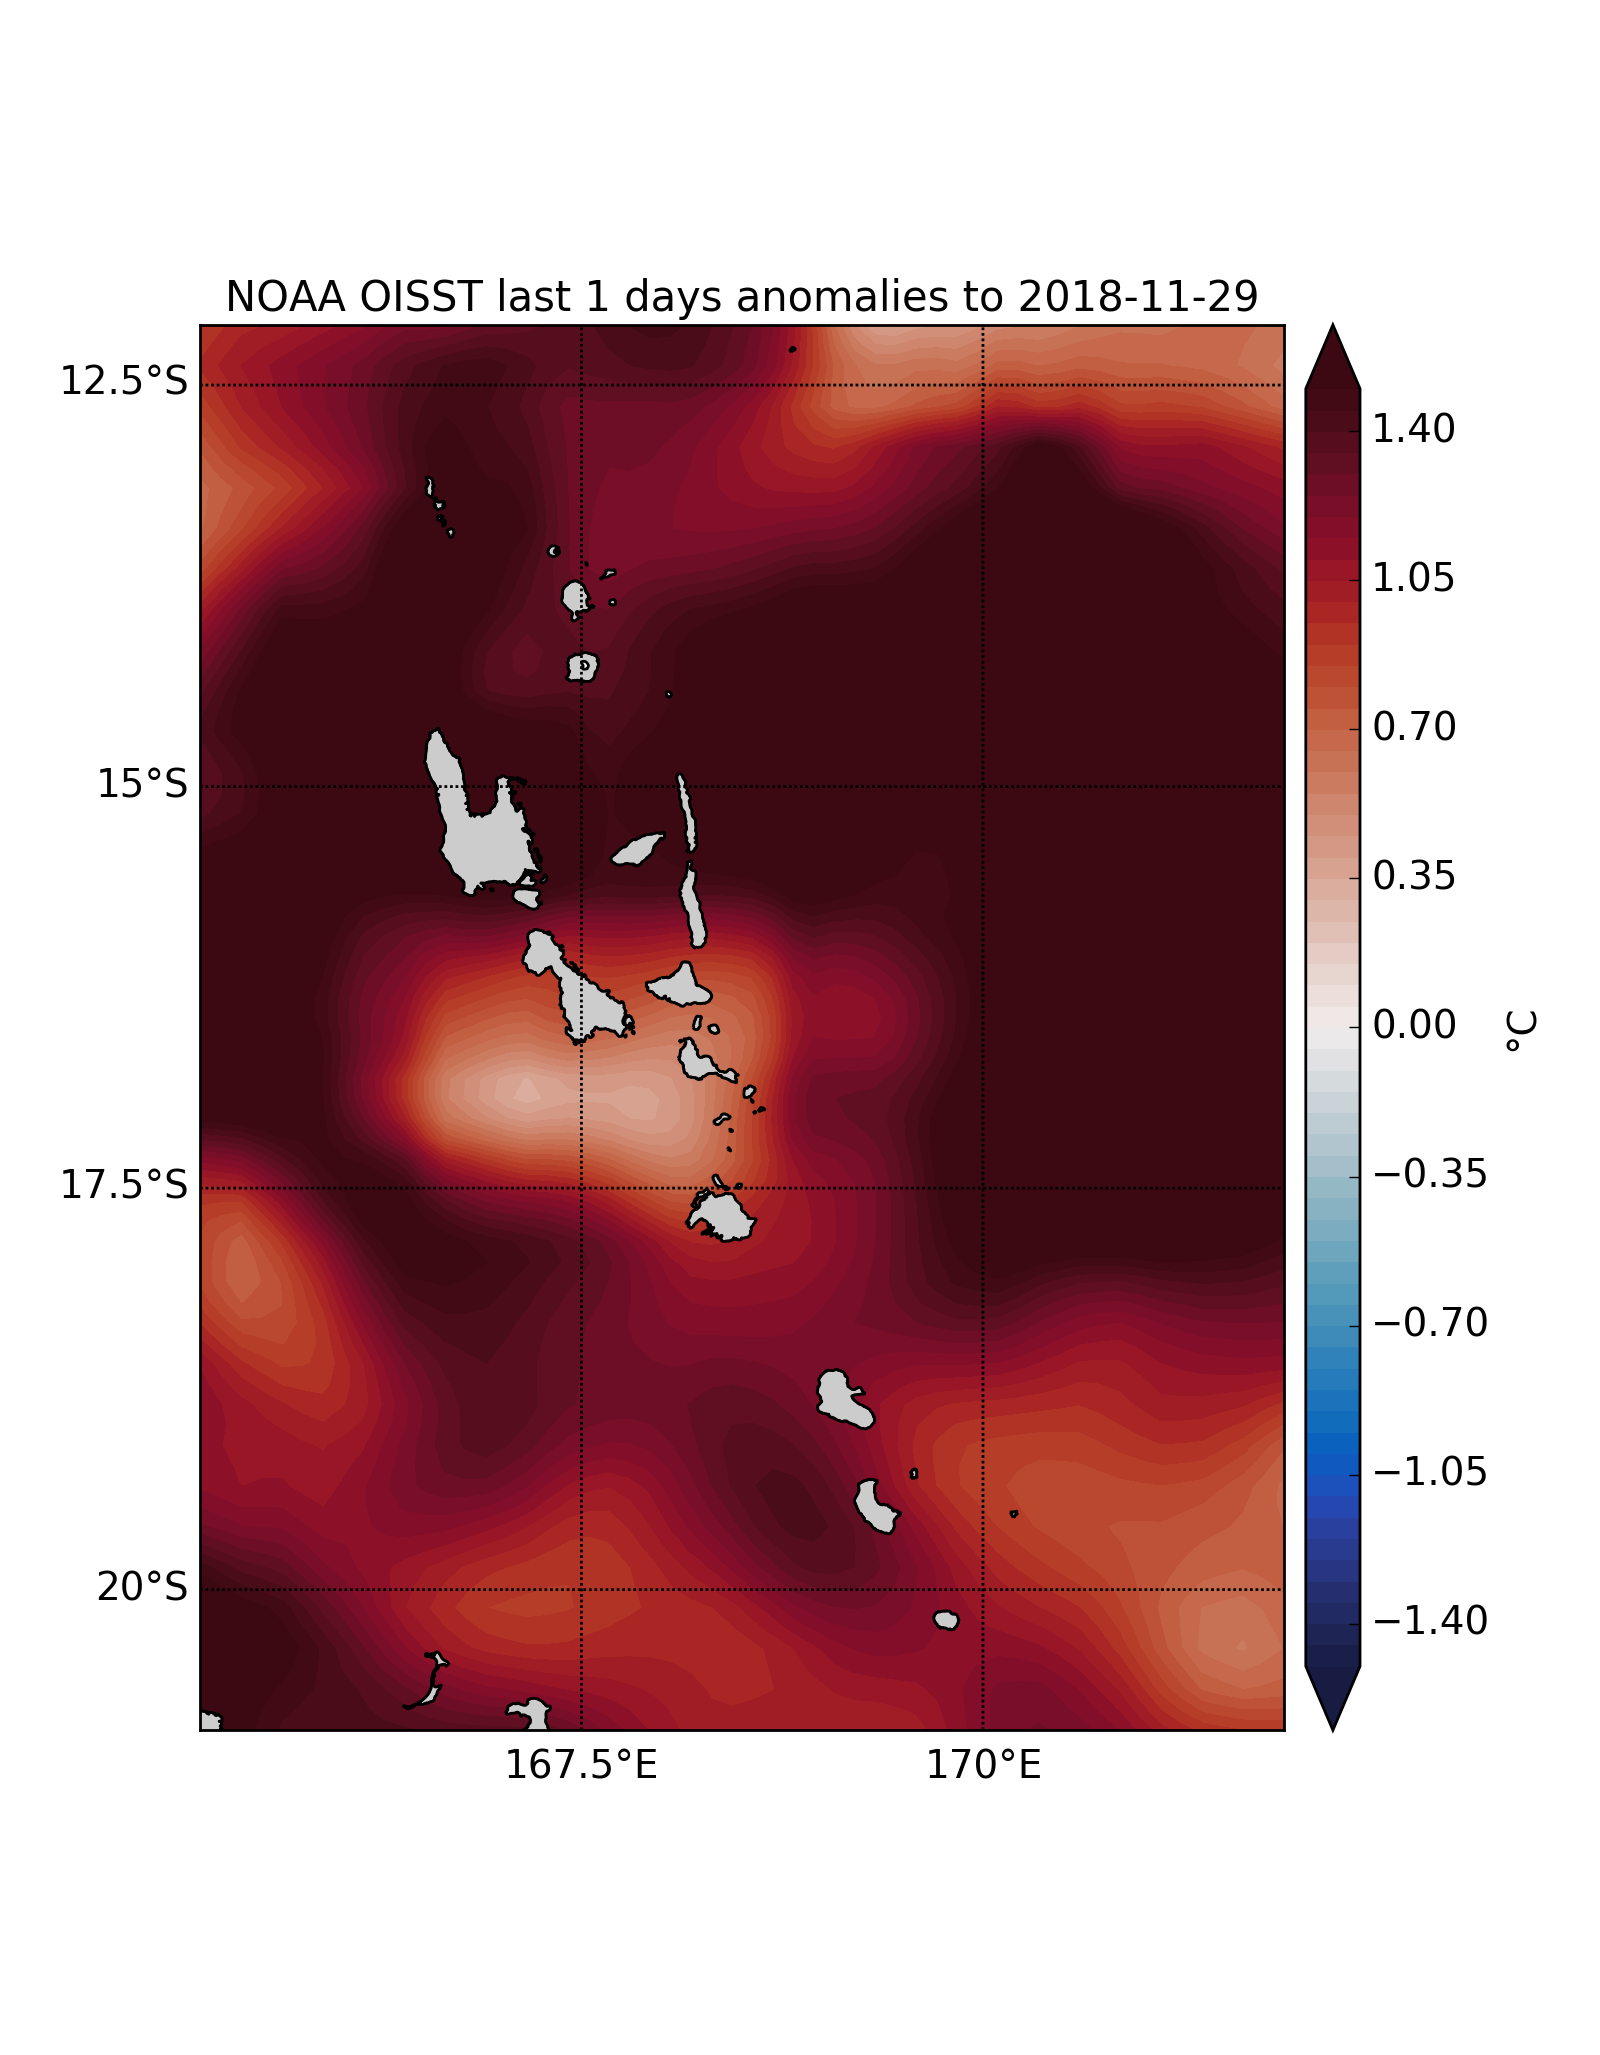 NOAA OISST last 1 days anomalies to 2018-11-29
12.5°S
15°S
17.5°S
20°S
167.5°E
170°E
1.40
1.05
0.70
0.35
0.00
−0.35
−0.70
−1.05
−1.40
°C